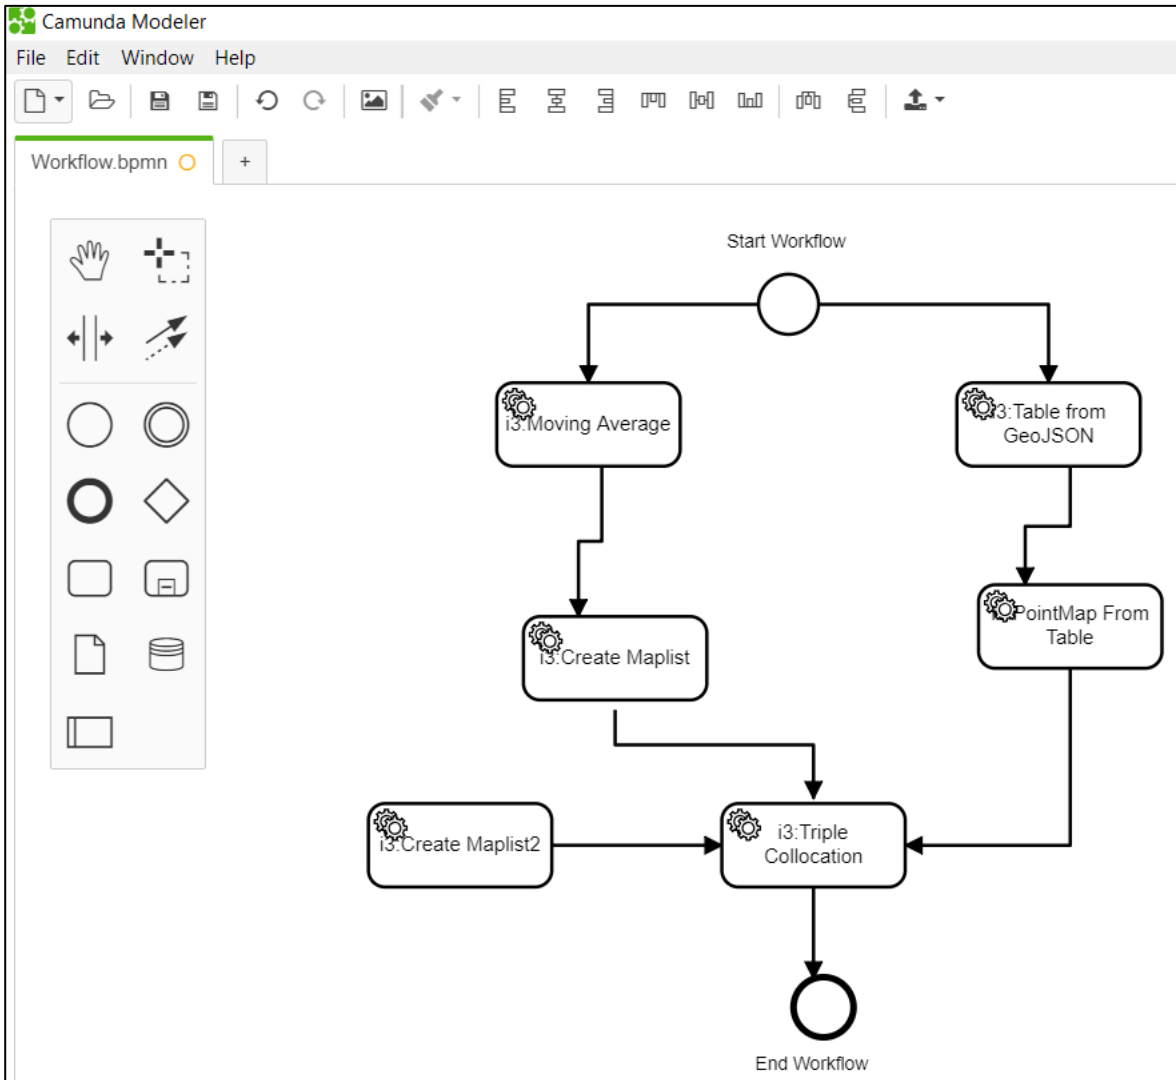 Camunda Modeler
File Edit Window Help
Workflow.bpmn
+
Start Workflow
i3:Moving Average
i3:Table from
GeoJSON
PointMap From
Table
i3:Create Maplist
i3:Create Maplist2
i3:Triple
Collocation
End Workflow